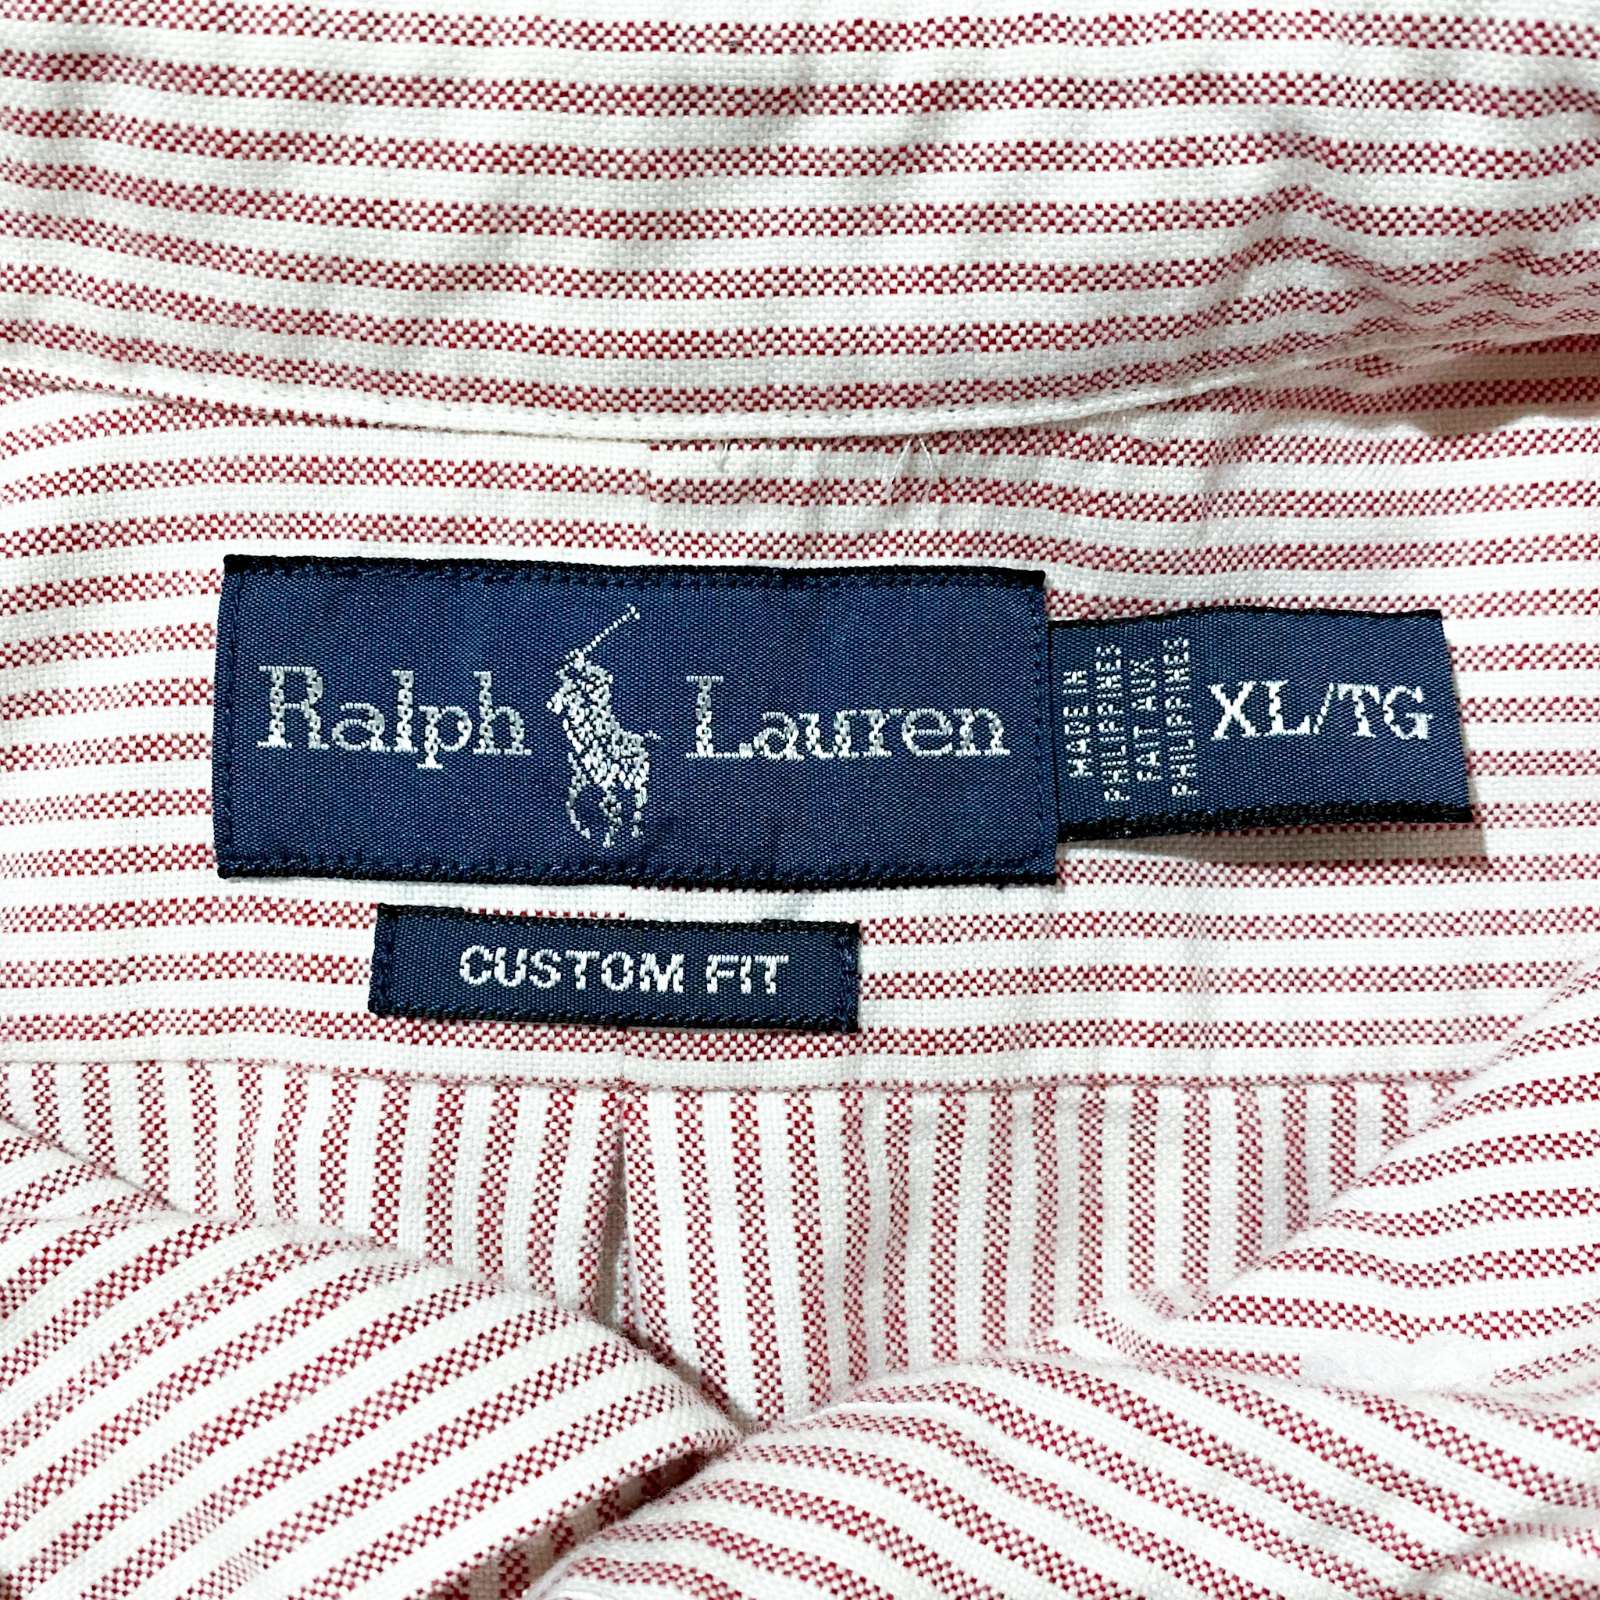 Ralph Lauren
MADE IN
PHILIPPINES
FAIT AUX
PHILIPPINES
XL/TG
CUSTOM FIT